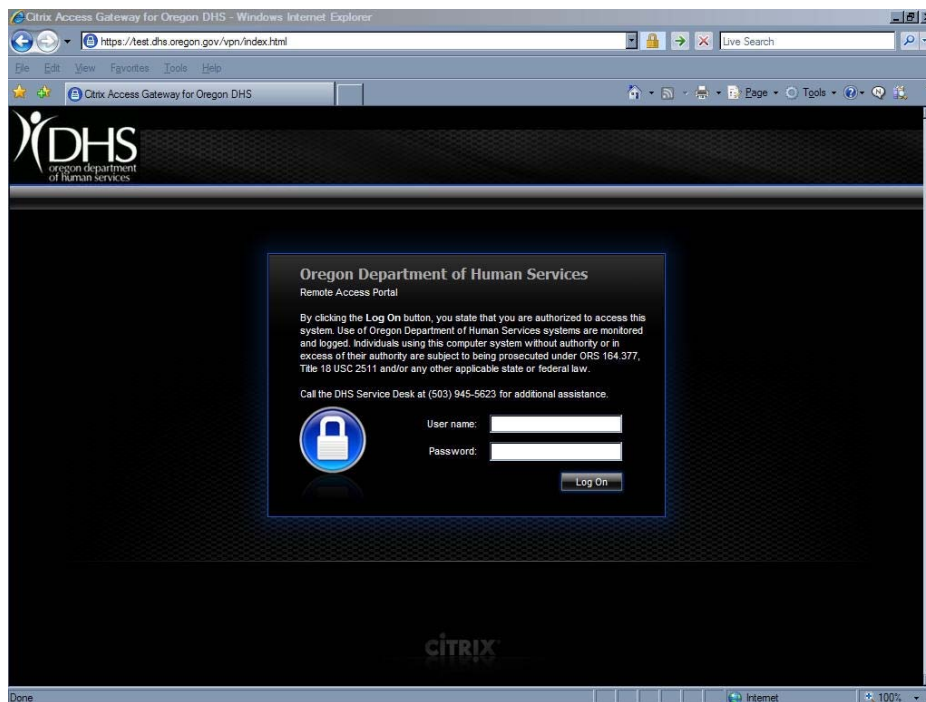 Citrix Access Gateway for Oregon DHS - Windows Internet Explorer
https://test.dhs.oregon.gov/vpn/index.html
Live Search
File Edit View Favorites Tools Help
Citrix Access Gateway for Oregon DHS
Page Tools
DHS
oregon department
of human services
Oregon Department of Human Services
Remote Access Portal
By clicking the Log On button, you state that you are authorized to access this
system. Use of Oregon Department of Human Services systems are monitored
and logged. Individuals using this computer system without authority or in
excess of their authority are subject to being prosecuted under ORS 164.377,
Title 18 USC 2511 and/or any other applicable state or federal law.
Call the DHS Service Desk at (503) 945-5623 for additional assistance.
User name:
Password:
Log On
CITRIX
Done
Internet
100%